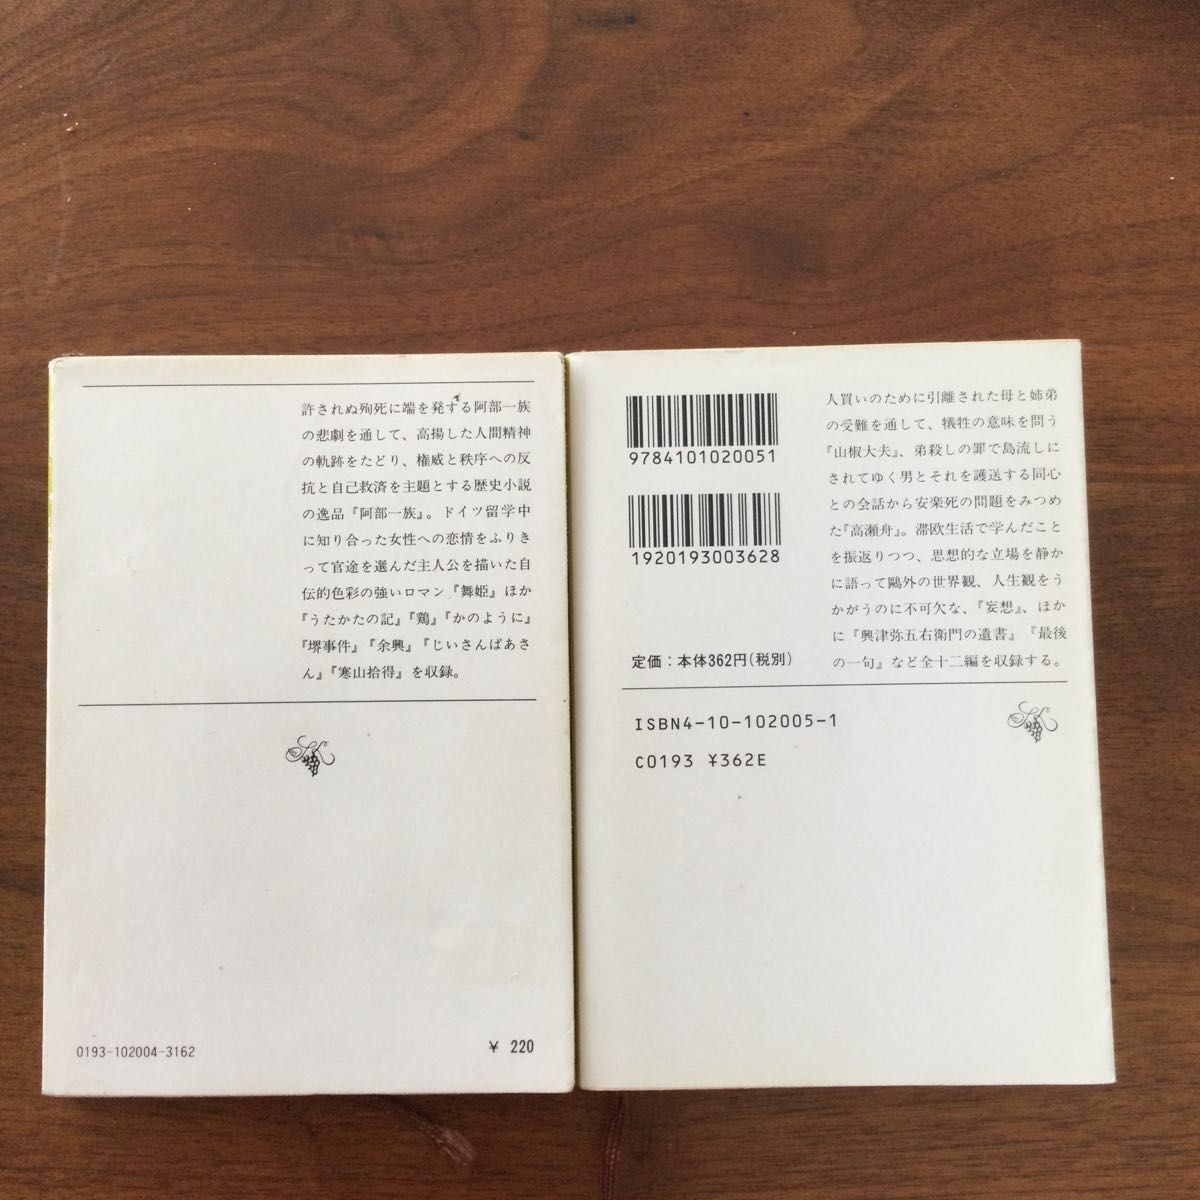 許されぬ殉死に端を発する阿部一族
の悲劇を通して、高揚した人間精神
の軌跡をたどり、権威と秩序への反
抗と自己救済を主題とする歴史小説
の逸品『阿部一族』。ドイツ留学中
に知り合った女性への恋情をふりき
って官途を選んだ主人公を描いた自
伝的色彩の強いロマン『舞姫』ほか
『うたかたの記』『鶏』『かのように』
『堺事件』『余興』『じいさんばあさ
ん』『寒山拾得』を収録。
0193-102004-3162
¥ 220
9784101020051
1920193003628
定価：本体362円(税別)
人買いのために引離された母と姉弟
の受難を通して、犠牲の意味を問う
『山椒大夫』、弟殺しの罪で島流しに
されてゆく男とそれを護送する同心
との会話から安楽死の問題をみつめ
た『高瀬舟』。滞欧生活で学んだこと
を振返りつつ、思想的な立場を静か
に語って鷗外の世界観、人生観をう
かがうのに不可欠な、『妄想』、ほか
に『興津弥五右衛門の遺書』『最後
の一句』など全十二編を収録する。
ISBN4-10-102005-1
C0193 ¥362E